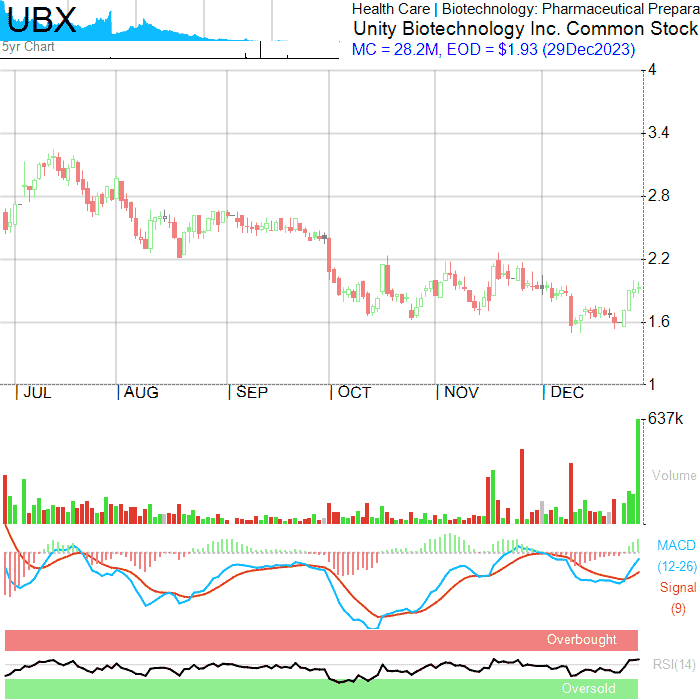 UBX
5yr Chart
Health Care | Biotechnology: Pharmaceutical Prepara
Unity Biotechnology Inc. Common Stock
MC = 28.2M, EOD = $1.93 (29Dec2023)
4
3.4
2.8
2.2
1.6
1
| JUL | AUG | SEP | OCT | NOV | DEC
637k
Volume
MACD
(12-26)
Signal
(9)
Overbought
RSI(14)
Oversold